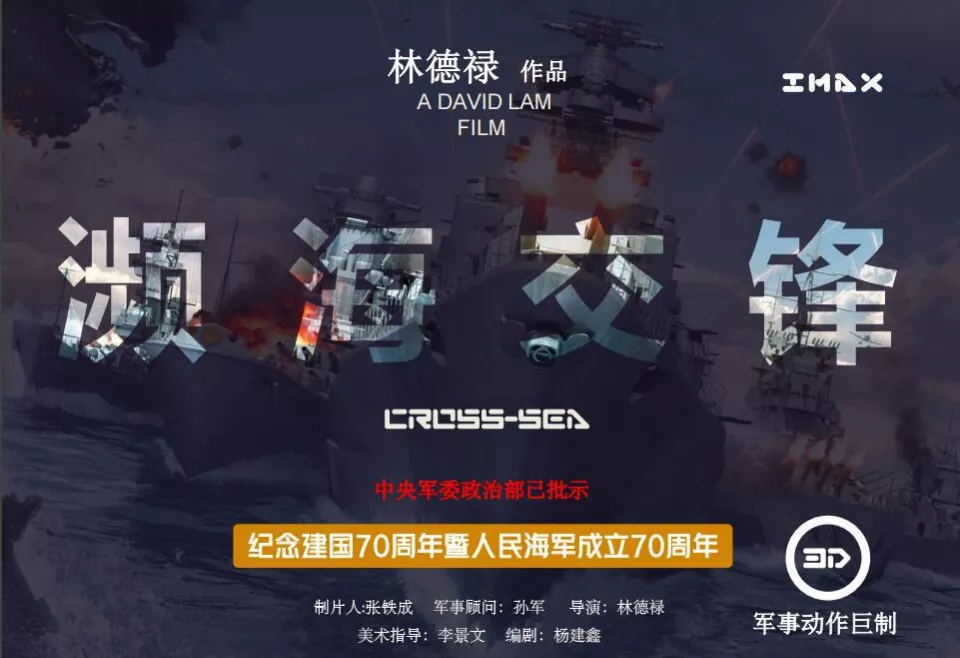 林德禄 作品
A DAVID LAM
FILM
IMAX
濒海交锋
CROSS-SEA
中央军委政治部已批示
纪念建国70周年暨人民海军成立70周年
3D
制片人:张铁成 军事顾问：孙军 导演：林德禄
军事动作巨制
美术指导：李景文 编剧：杨建鑫